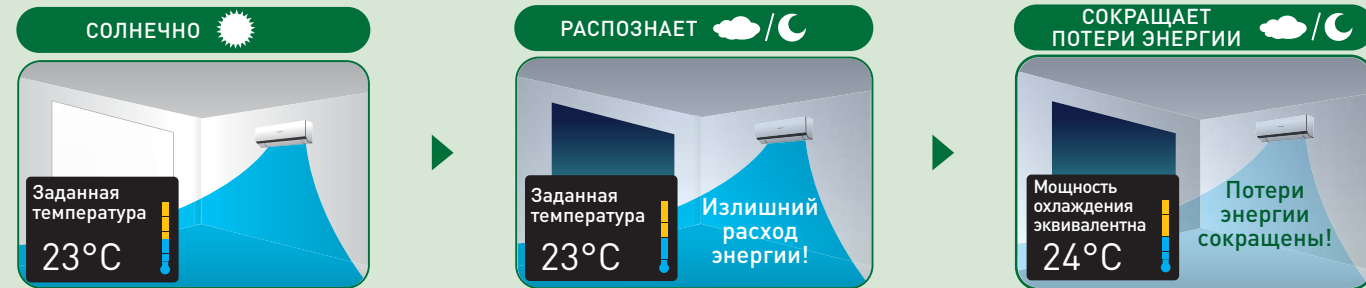 СОЛНЕЧНО
Заданная
температура
23°C
РАСПОЗНАЕТ
Заданная
температура
23°C
Излишний
расход
энергии!
СОКРАЩАЕТ
ПОТЕРИ ЭНЕРГИИ
Мощность
охлаждения
эквивалентна
24°C
Потери
энергии
сокращены!